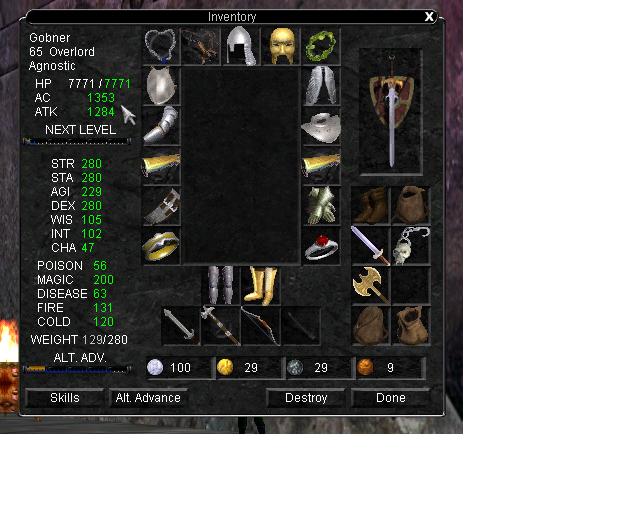 Inventory X
Gobner
65 Overlord
Agnostic
HP 7771/7771
AC 1353
ATK 1284
NEXT LEVEL
STR 280
STA 280
AGI 229
DEX 280
WIS 105
INT 102
CHA 47
POISON 56
MAGIC 200
DISEASE 63
FIRE 131
COLD 120
WEIGHT 129/280
ALT. ADV.
100 29 29 9
Skills Alt. Advance Destroy Done